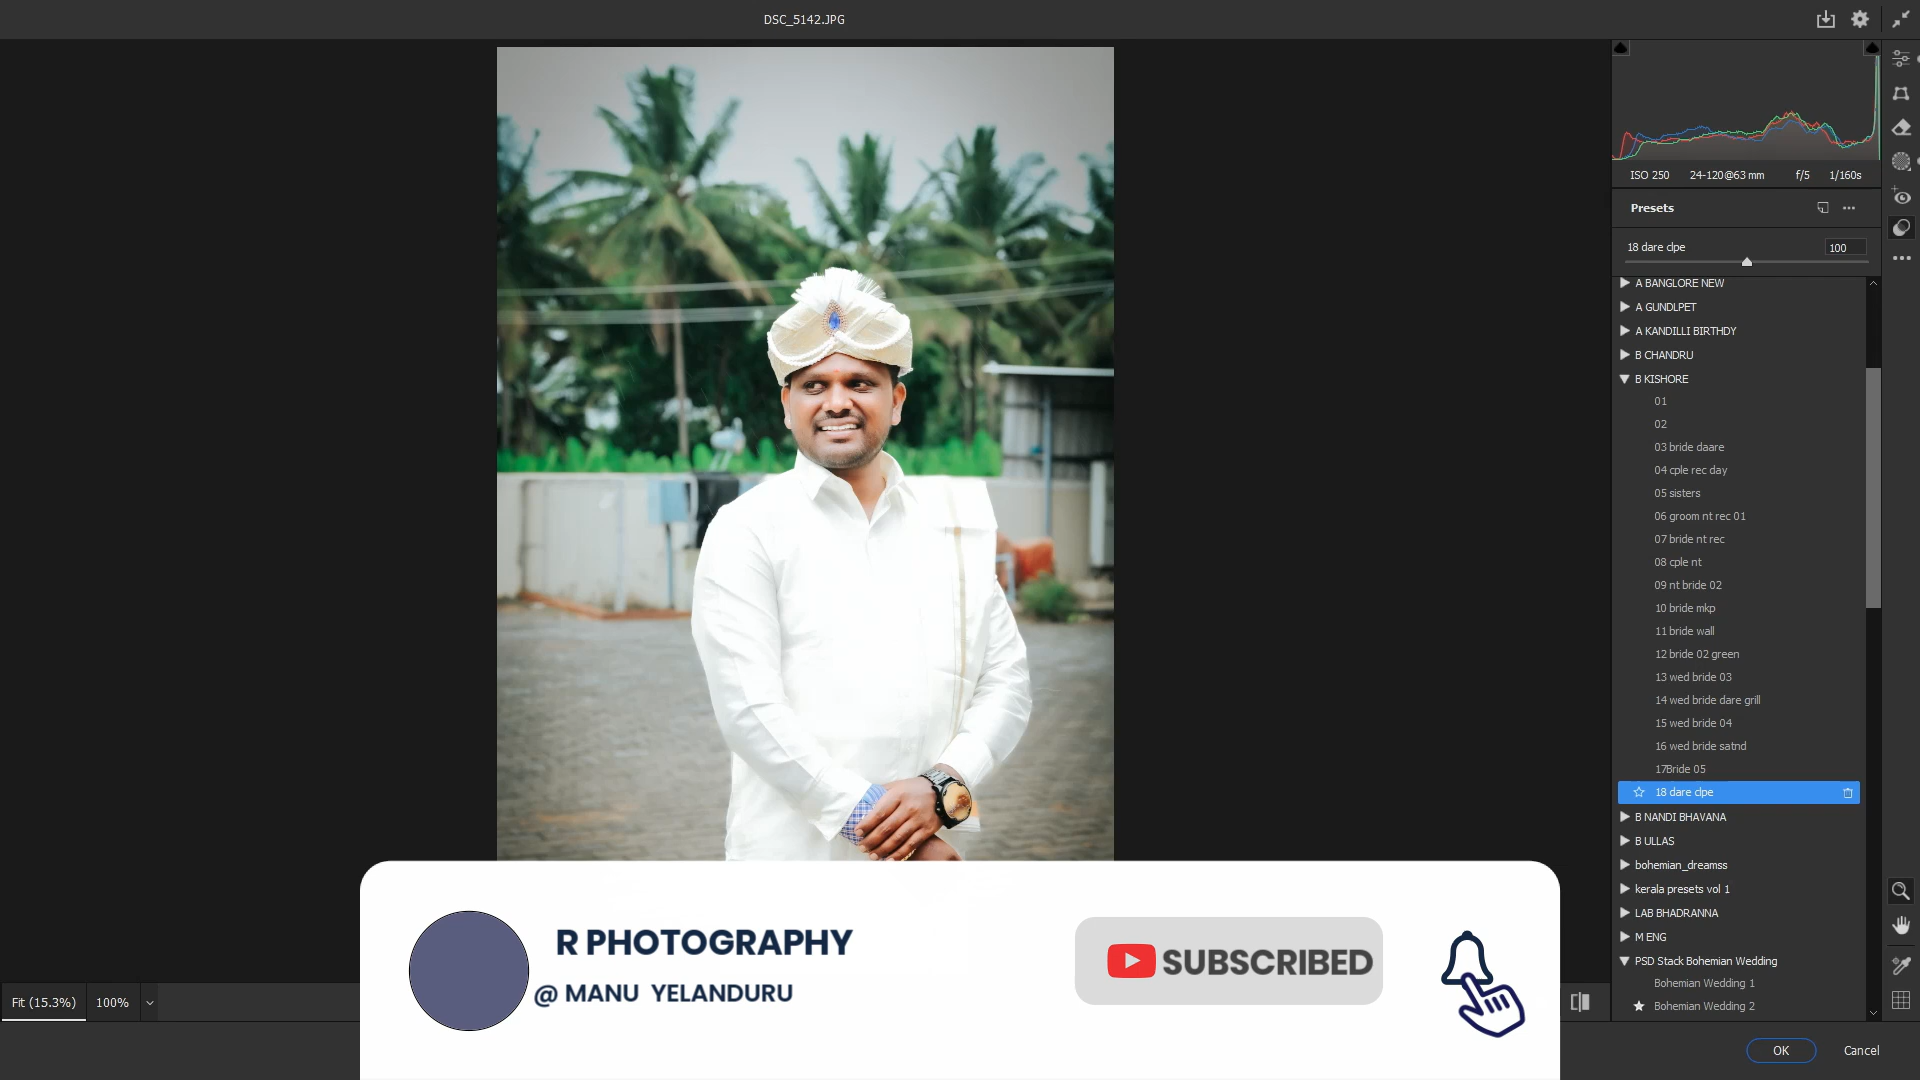 DSC_5142.JPG
ISO 250 24-120@63 mm f/5 1/160s
Presets
18 dare clpe 100
A BANGLORE NEW
A GUNDLPET
A KANDILLI BIRTHDY
B CHANDRU
B KISHORE
01
02
03 bride daare
04 cple rec day
05 sisters
06 groom nt rec 01
07 bride nt rec
08 cple nt
09 nt bride 02
10 bride mkp
11 bride wall
12 bride 02 green
13 wed bride 03
14 wed bride dare grill
15 wed bride 04
16 wed bride satnd
17Bride 05
18 dare clpe
B NANDI BHAVANA
B ULLAS
bohemian_dreamss
kerala presets vol 1
LAB BHADRANNA
M ENG
PSD Stack Bohemian Wedding
Bohemian Wedding 1
Bohemian Wedding 2
R PHOTOGRAPHY
@ MANU YELANDURU
SUBSCRIBED
Fit (15.3%) 100%
OK Cancel